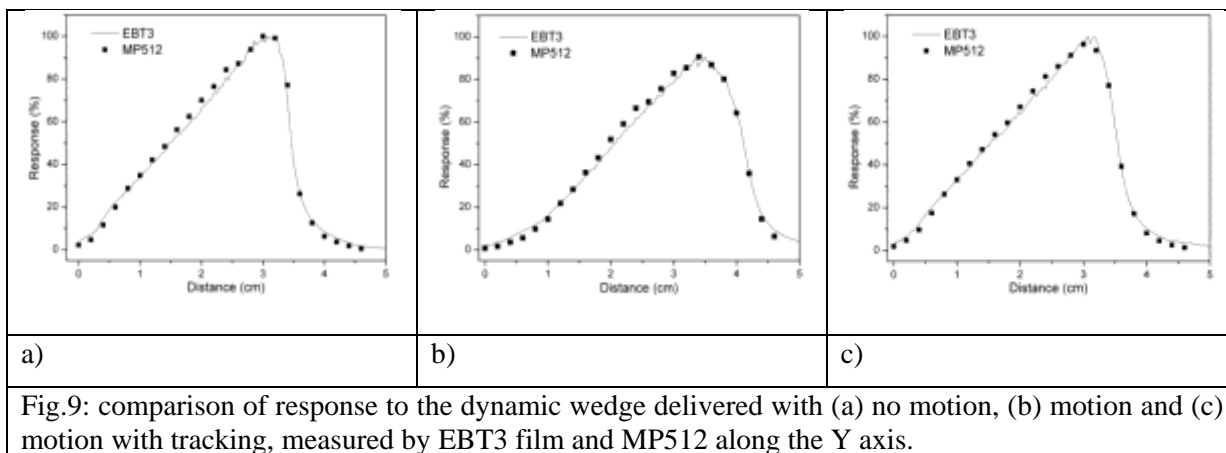 EBT3
MP512
Response (%)
100
80
60
40
20
0
0 1 2 3 4 5
Distance (cm)
EBT3
MP512
Response (%)
100
80
60
40
20
0
0 1 2 3 4 5
Distance (cm)
EBT3
MP512
Response (%)
100
80
60
40
20
0
0 1 2 3 4 5
Distance (cm)
a)
b)
c)
Fig.9: comparison of response to the dynamic wedge delivered with (a) no motion, (b) motion and (c)
motion with tracking, measured by EBT3 film and MP512 along the Y axis.